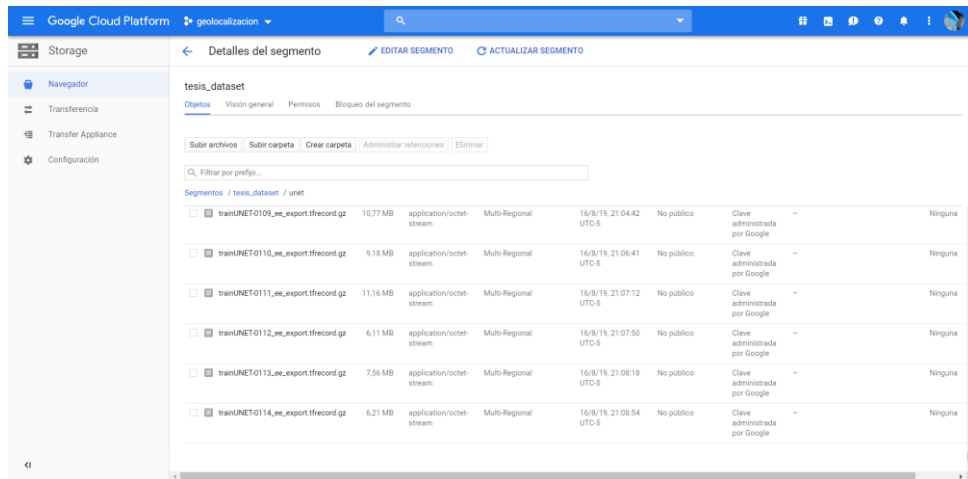 Google Cloud Platform geolocalizacion
Storage
Detalles del segmento EDITAR SEGMENTO ACTUALIZAR SEGMENTO
Navegador
Transferencia
Transfer Appliance
Configuración
tesis_dataset
Objetos Visión general Permisos Bloqueo del segmento
Subir archivos Subir carpeta Crear carpeta Administrar retenciones Eliminar
Filtrar por prefijo...
Segmentos / tesis_dataset / unet
trainUNET-0109_ee_export.tfrecord.gz 10,77 MB application/octet- Multi-Regional 16/8/19, 21:04:42 No público Clave – Ninguna
stream UTC-5 administrada
por Google
trainUNET-0110_ee_export.tfrecord.gz 9,18 MB application/octet- Multi-Regional 16/8/19, 21:06:41 No público Clave – Ninguna
stream UTC-5 administrada
por Google
trainUNET-0111_ee_export.tfrecord.gz 11,16 MB application/octet- Multi-Regional 16/8/19, 21:07:12 No público Clave – Ninguna
stream UTC-5 administrada
por Google
trainUNET-0112_ee_export.tfrecord.gz 6,11 MB application/octet- Multi-Regional 16/8/19, 21:07:50 No público Clave – Ninguna
stream UTC-5 administrada
por Google
trainUNET-0113_ee_export.tfrecord.gz 7,56 MB application/octet- Multi-Regional 16/8/19, 21:08:18 No público Clave – Ninguna
stream UTC-5 administrada
por Google
trainUNET-0114_ee_export.tfrecord.gz 6,21 MB application/octet- Multi-Regional 16/8/19, 21:08:54 No público Clave – Ninguna
stream UTC-5 administrada
por Google